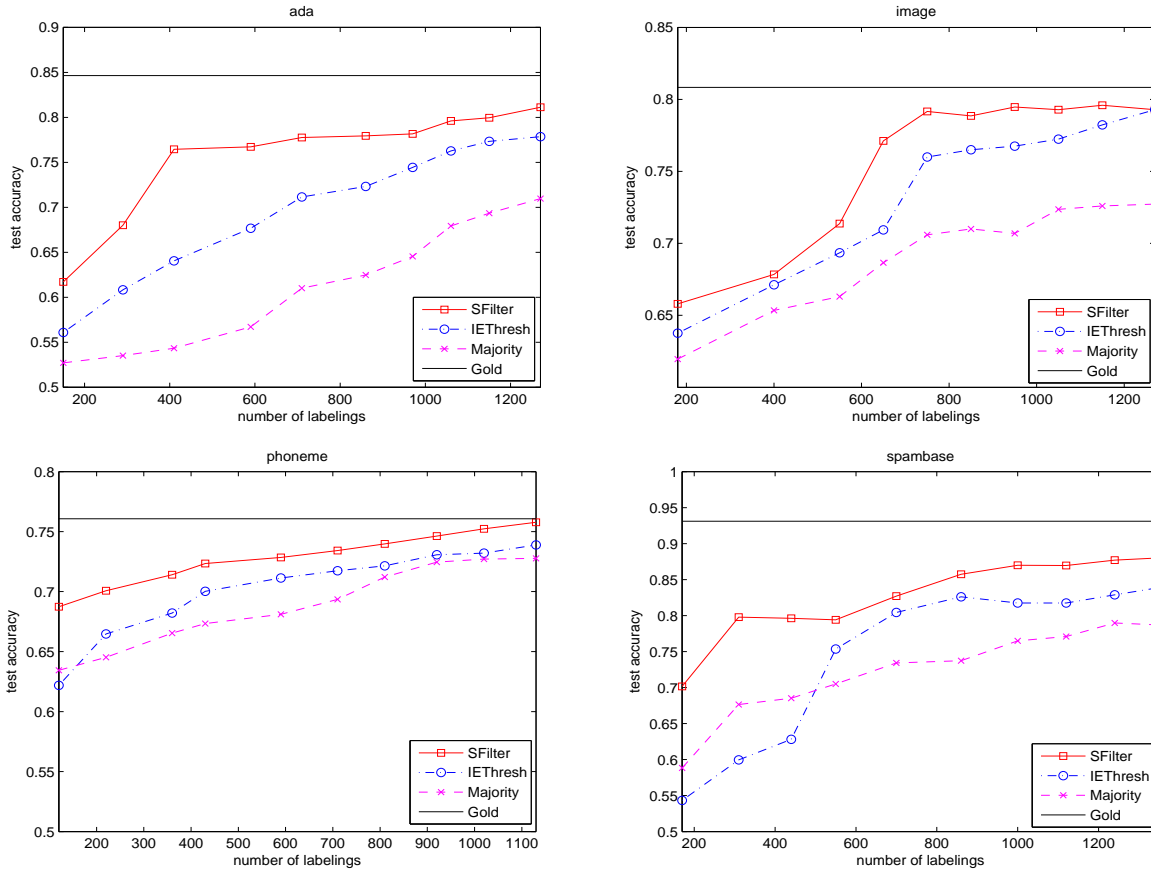 ada
0.9
0.85
0.8
0.75
0.7
0.65
0.6
0.55
0.5
test accuracy
200 400 600 800 1000 1200
number of labelings
SFilter
IEThresh
Majority
Gold
image
0.85
0.8
0.75
0.7
0.65
test accuracy
200 400 600 800 1000 1200
number of labelings
SFilter
IEThresh
Majority
Gold
phoneme
0.8
0.75
0.7
0.65
0.6
0.55
0.5
test accuracy
200 300 400 500 600 700 800 900 1000 1100
number of labelings
SFilter
IEThresh
Majority
Gold
spambase
1
0.95
0.9
0.85
0.8
0.75
0.7
0.65
0.6
0.55
0.5
test accuracy
200 400 600 800 1000 1200
number of labelings
SFilter
IEThresh
Majority
Gold